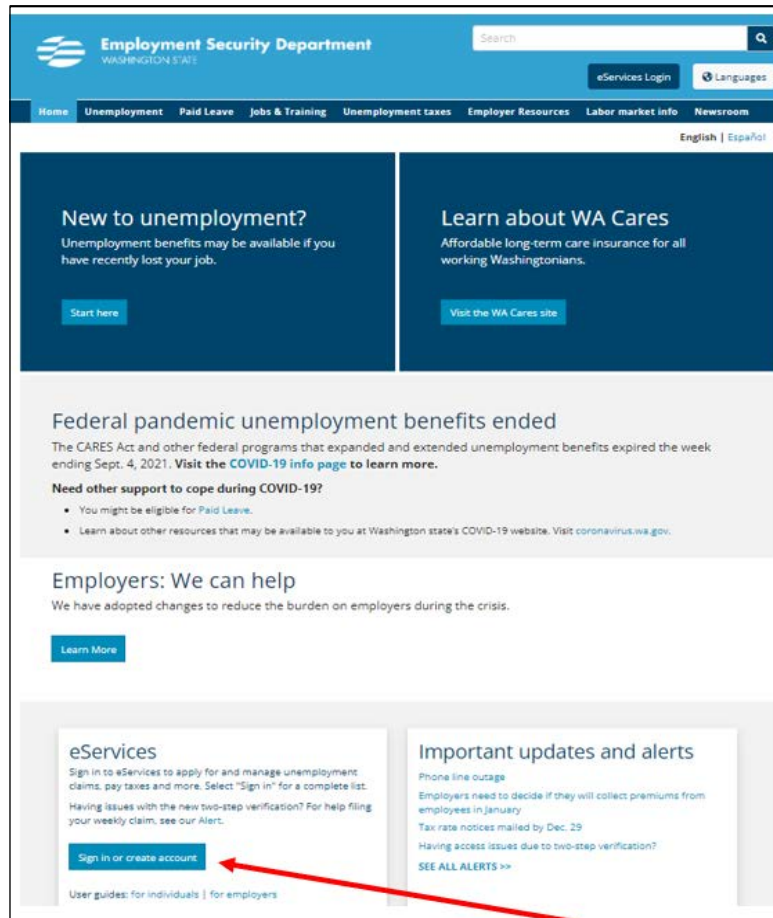 Employment Security Department
WASHINGTON STATE
Search
eServices Login
Languages
Home Unemployment Paid Leave Jobs & Training Unemployment taxes Employer Resources Labor market info Newsroom
English | Español
New to unemployment?
Unemployment benefits may be available if you
have recently lost your job.
Start here
Learn about WA Cares
Affordable long-term care insurance for all
working Washingtonians.
Visit the WA Cares site
Federal pandemic unemployment benefits ended
The CARES Act and other federal programs that expanded and extended unemployment benefits expired the week
ending Sept. 4, 2021. Visit the COVID-19 info page to learn more.
Need other support to cope during COVID-19?
• You might be eligible for Paid Leave.
• Learn about other resources that may be available to you at Washington state's COVID-19 website. Visit coronavirus.wa.gov.
Employers: We can help
We have adopted changes to reduce the burden on employers during the crisis.
Learn More
eServices
Sign in to eServices to apply for and manage unemployment
claims, pay taxes and more. Select "Sign in" for a complete list.
Having issues with the new two-step verification? For help filing
your weekly claim, see our Alert.
Sign in or create account
User guides: for individuals | for employers
Important updates and alerts
Phone line outage
Employers need to decide if they will collect premiums from
employees in January
Tax rate notices mailed by Dec. 29
Having access issues due to two-step verification?
SEE ALL ALERTS >>